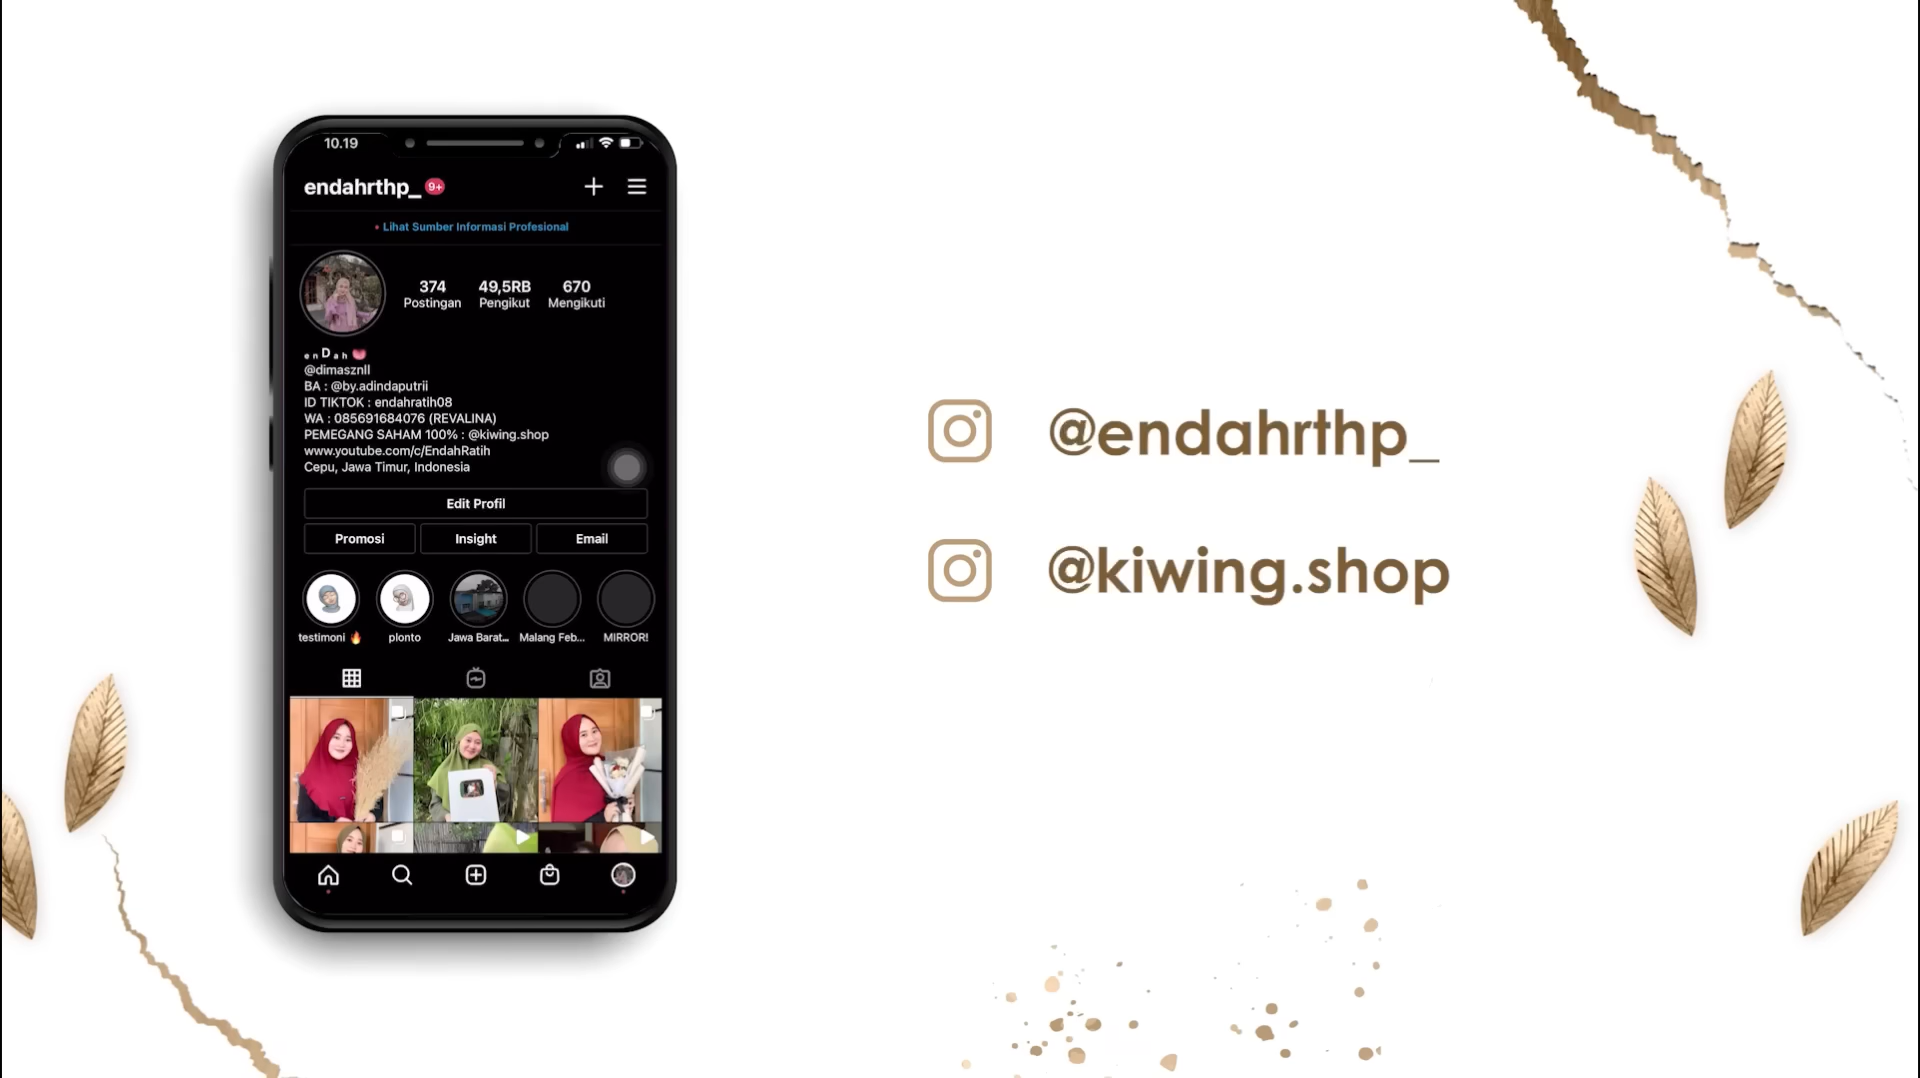 10.19
endahrthp_ 9+
Lihat Sumber Informasi Profesional
374 49,5RB 670
Postingan Pengikut Mengikuti
ₑₙDₐₕ
@dimasznll
BA : @by.adindaputrii
ID TIKTOK : endahratih08
WA : 085691684076 (REVALINA)
PEMEGANG SAHAM 100% : @kiwing.shop
www.youtube.com/c/EndahRatih
Cepu, Jawa Timur, Indonesia
Edit Profil
Promosi Insight Email
testimoni 🔥 plonto Jawa Barat... Malang Feb... MIRROR!
@endahrthp_
@kiwing.shop